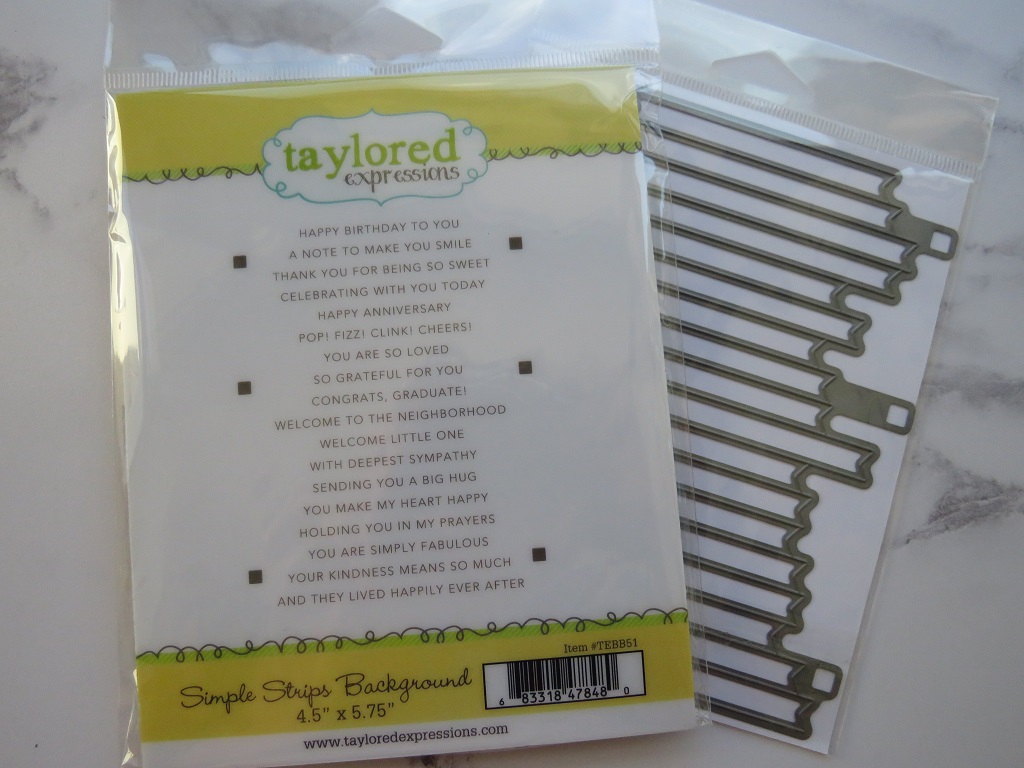 taylored
expressions
HAPPY BIRTHDAY TO YOU
A NOTE TO MAKE YOU SMILE
THANK YOU FOR BEING SO SWEET
CELEBRATING WITH YOU TODAY
HAPPY ANNIVERSARY
POP! FIZZ! CLINK! CHEERS!
YOU ARE SO LOVED
SO GRATEFUL FOR YOU
CONGRATS, GRADUATE!
WELCOME TO THE NEIGHBORHOOD
WELCOME LITTLE ONE
WITH DEEPEST SYMPATHY
SENDING YOU A BIG HUG
YOU MAKE MY HEART HAPPY
HOLDING YOU IN MY PRAYERS
YOU ARE SIMPLY FABULOUS
YOUR KINDNESS MEANS SO MUCH
AND THEY LIVED HAPPILY EVER AFTER
Item #TEBB51
Simple Strips Background
4.5" x 5.75"
6 83318 47848 0
www.tayloredexpressions.com